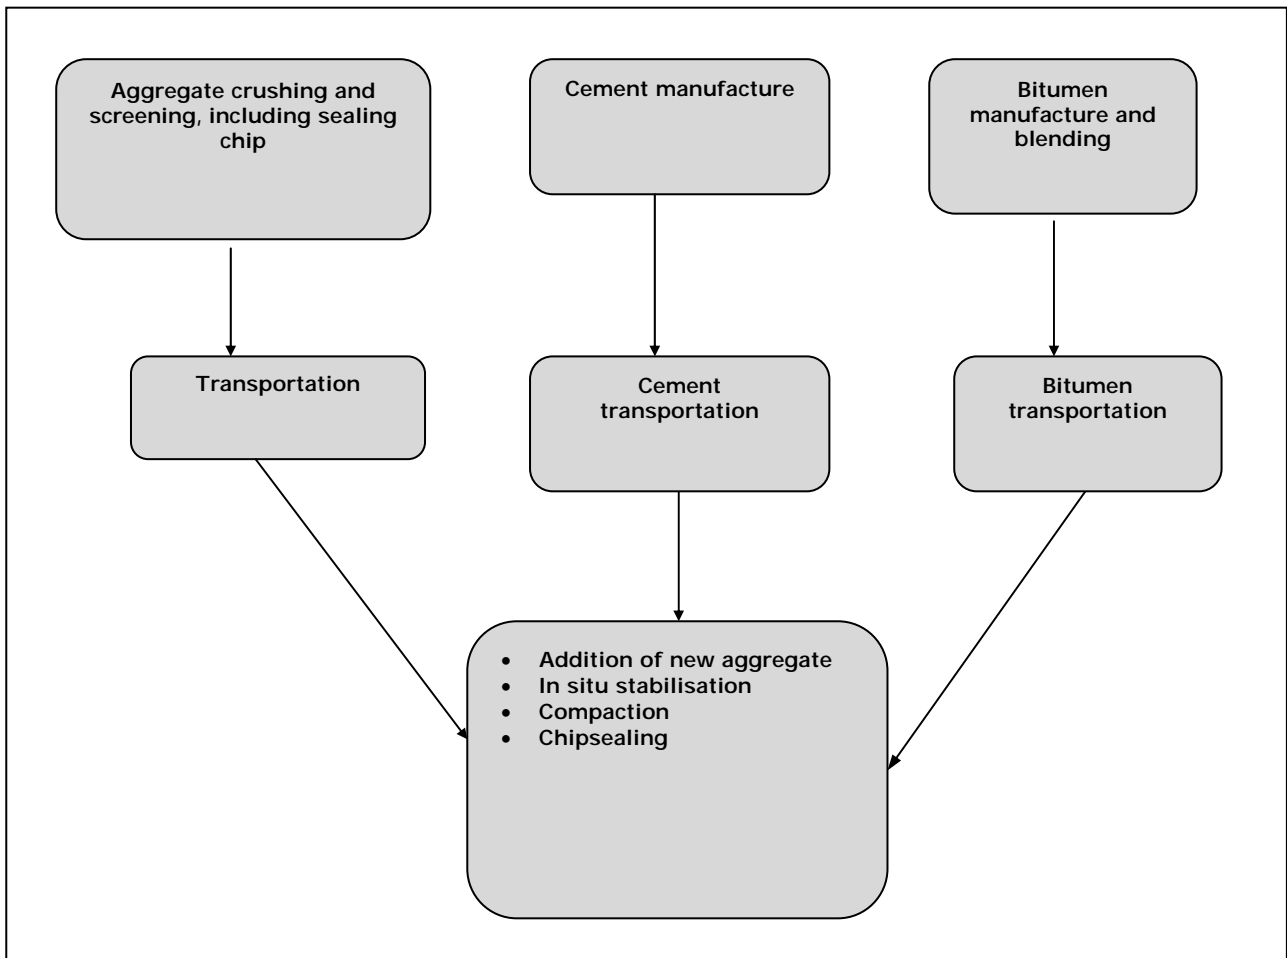 Aggregate crushing and
screening, including sealing
chip
Cement manufacture
Bitumen
manufacture and
blending
Transportation
Cement
transportation
Bitumen
transportation
• Addition of new aggregate
• In situ stabilisation
• Compaction
• Chipsealing